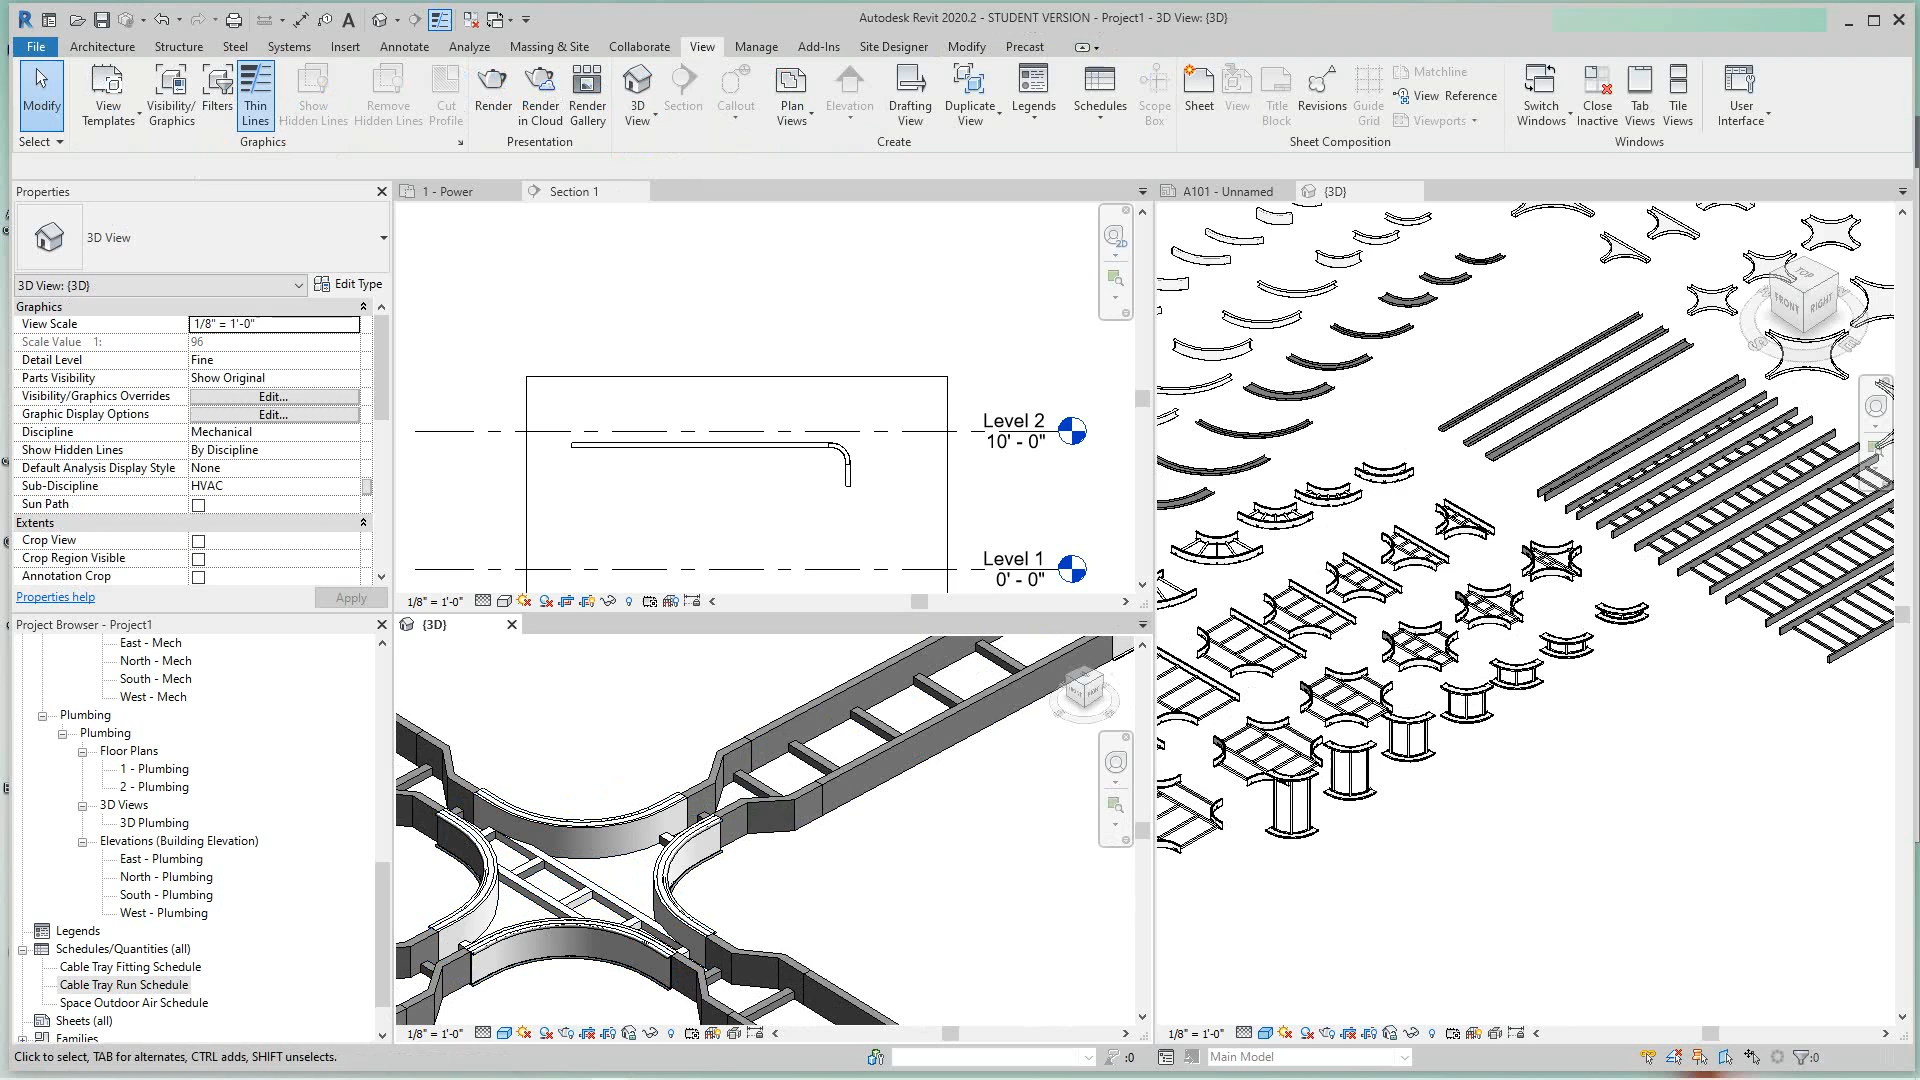 Autodesk Revit 2020.2 - STUDENT VERSION - Project1 - 3D View: {3D}
File Architecture Structure Steel Systems Insert Annotate Analyze Massing & Site Collaborate View Manage Add-Ins Site Designer Modify Precast
Modify
View Templates
Visibility/ Graphics
Filters
Thin Lines
Show Hidden Lines
Remove Hidden Lines
Cut Profile
Render
Render in Cloud
Render Gallery
3D View
Section
Callout
Plan Views
Elevation
Drafting View
Duplicate View
Legends
Schedules
Scope Box
Sheet
View
Title Block
Revisions
Guide Grid
Matchline
View Reference
Viewports
Switch Windows
Close Inactive
Tab Views
Tile Views
User Interface
Select
Graphics
Presentation
Create
Sheet Composition
Windows
Properties
3D View
3D View: {3D}
Edit Type
Graphics
View Scale 1/8" = 1'-0"
Scale Value 1: 96
Detail Level Fine
Parts Visibility Show Original
Visibility/Graphics Overrides Edit...
Graphic Display Options Edit...
Discipline Mechanical
Show Hidden Lines By Discipline
Default Analysis Display Style None
Sub-Discipline HVAC
Sun Path
Extents
Crop View
Crop Region Visible
Annotation Crop
Properties help
Apply
Project Browser - Project1
East - Mech
North - Mech
South - Mech
West - Mech
Plumbing
Plumbing
Floor Plans
1 - Plumbing
2 - Plumbing
3D Views
3D Plumbing
Elevations (Building Elevation)
East - Plumbing
North - Plumbing
South - Plumbing
West - Plumbing
Legends
Schedules/Quantities (all)
Cable Tray Fitting Schedule
Cable Tray Run Schedule
Space Outdoor Air Schedule
Sheets (all)
Families
1 - Power
Section 1
2D
Level 2
10' - 0"
Level 1
0' - 0"
1/8" = 1'-0"
{3D}
1/8" = 1'-0"
A101 - Unnamed
{3D}
TOP
FRONT
RIGHT
1/8" = 1'-0"
Click to select, TAB for alternates, CTRL adds, SHIFT unselects.
:0
Main Model
:0